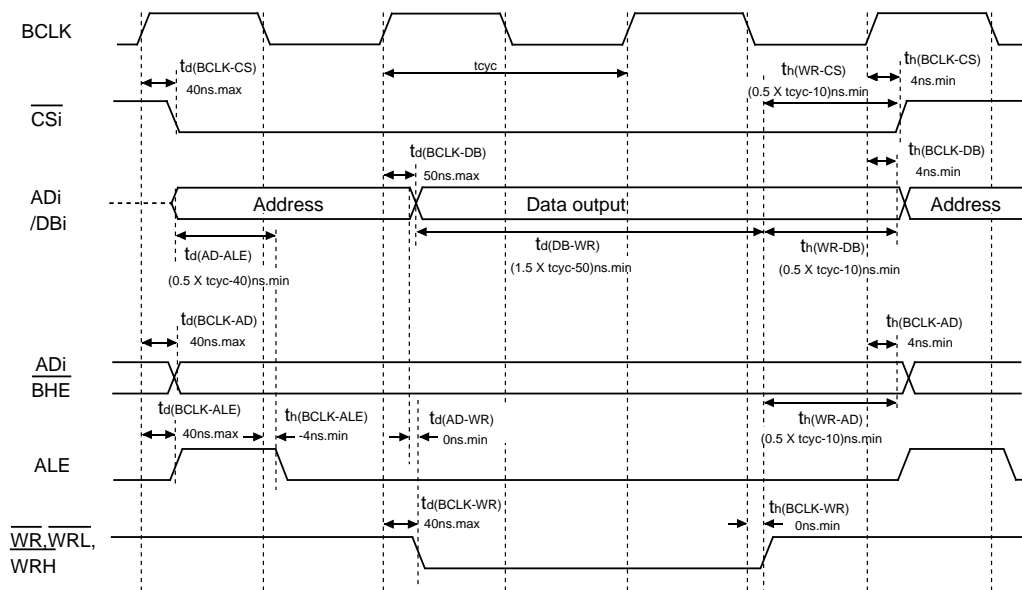 BCLK
td(BCLK-CS)
40ns.max
tcyc
th(WR-CS)
(0.5 X tcyc-10)ns.min
th(BCLK-CS)
4ns.min
CSi
td(BCLK-DB)
50ns.max
th(BCLK-DB)
4ns.min
ADi
/DBi
Address
Data output
Address
td(AD-ALE)
(0.5 X tcyc-40)ns.min
td(DB-WR)
(1.5 X tcyc-50)ns.min
th(WR-DB)
(0.5 X tcyc-10)ns.min
td(BCLK-AD)
40ns.max
th(BCLK-AD)
4ns.min
ADi
BHE
td(BCLK-ALE)
40ns.max
th(BCLK-ALE)
-4ns.min
td(AD-WR)
0ns.min
th(WR-AD)
(0.5 X tcyc-10)ns.min
ALE
td(BCLK-WR)
40ns.max
th(BCLK-WR)
0ns.min
WR,WRL,
WRH